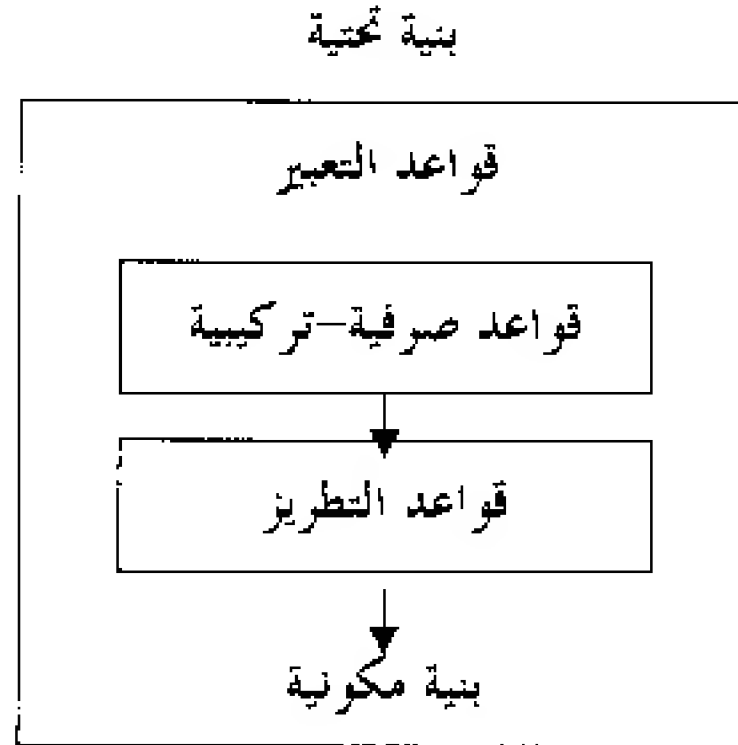 بنية تحتية
قواعد التعبير
قواعد صرفية-تركيبية
قواعد التطريز
بنية مكونية